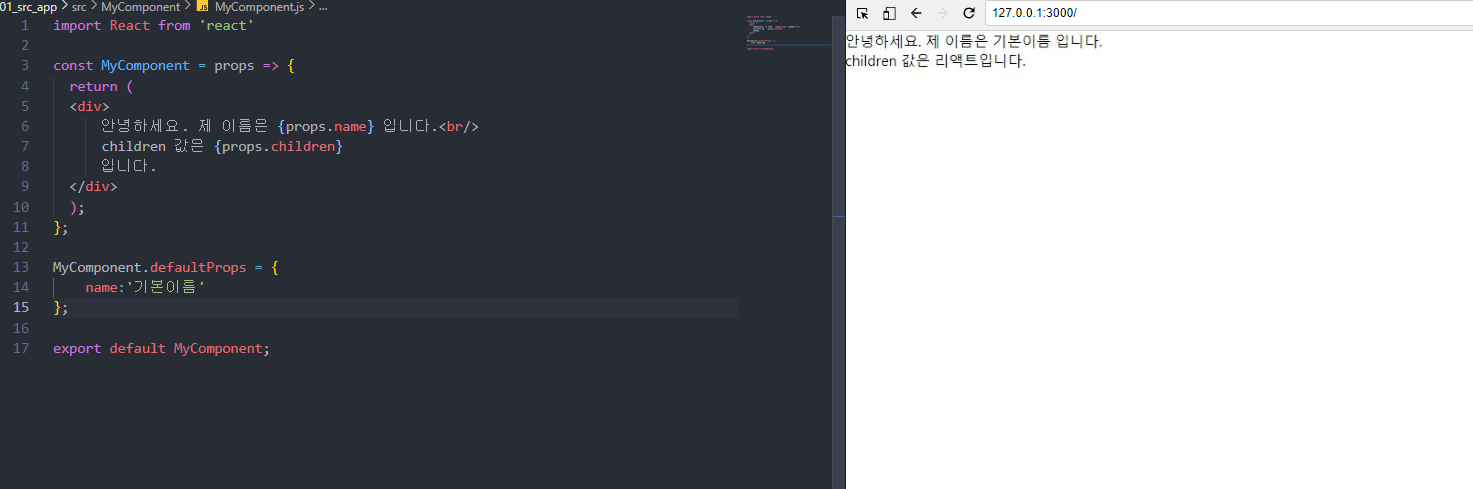 01_src_app > src > MyComponent > JS MyComponent.js > ...
1 import React from 'react'
2
3 const MyComponent = props => {
4 return (
5 <div>
6 안녕하세요. 제 이름은 {props.name} 입니다.<br/>
7 children 값은 {props.children}
8 입니다.
9 </div>
10 );
11 };
12
13 MyComponent.defaultProps = {
14 name:'기본이름'
15 };
16
17 export default MyComponent;
127.0.0.1:3000/
안녕하세요. 제 이름은 기본이름 입니다.
children 값은 리액트입니다.